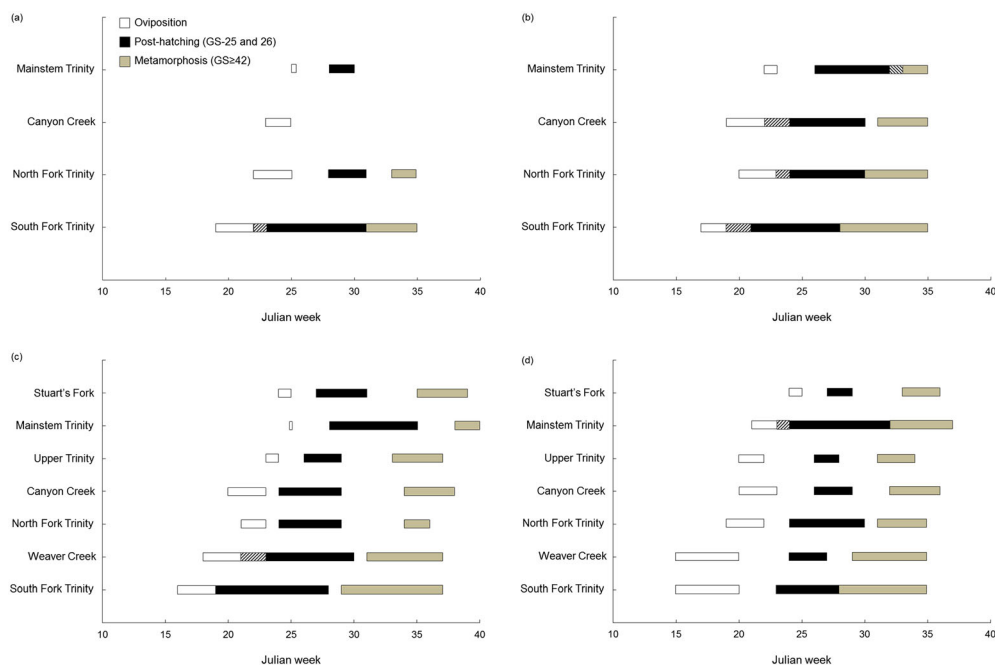 (a)
Oviposition
Post-hatching (GS-25 and 26)
Metamorphosis (GS≥42)
Mainstem Trinity
Canyon Creek
North Fork Trinity
South Fork Trinity
10 15 20 25 30 35 40
Julian week
(b)
Mainstem Trinity
Canyon Creek
North Fork Trinity
South Fork Trinity
10 15 20 25 30 35 40
Julian week
(c)
Stuart's Fork
Mainstem Trinity
Upper Trinity
Canyon Creek
North Fork Trinity
Weaver Creek
South Fork Trinity
10 15 20 25 30 35 40
Julian week
(d)
Stuart's Fork
Mainstem Trinity
Upper Trinity
Canyon Creek
North Fork Trinity
Weaver Creek
South Fork Trinity
10 15 20 25 30 35 40
Julian week